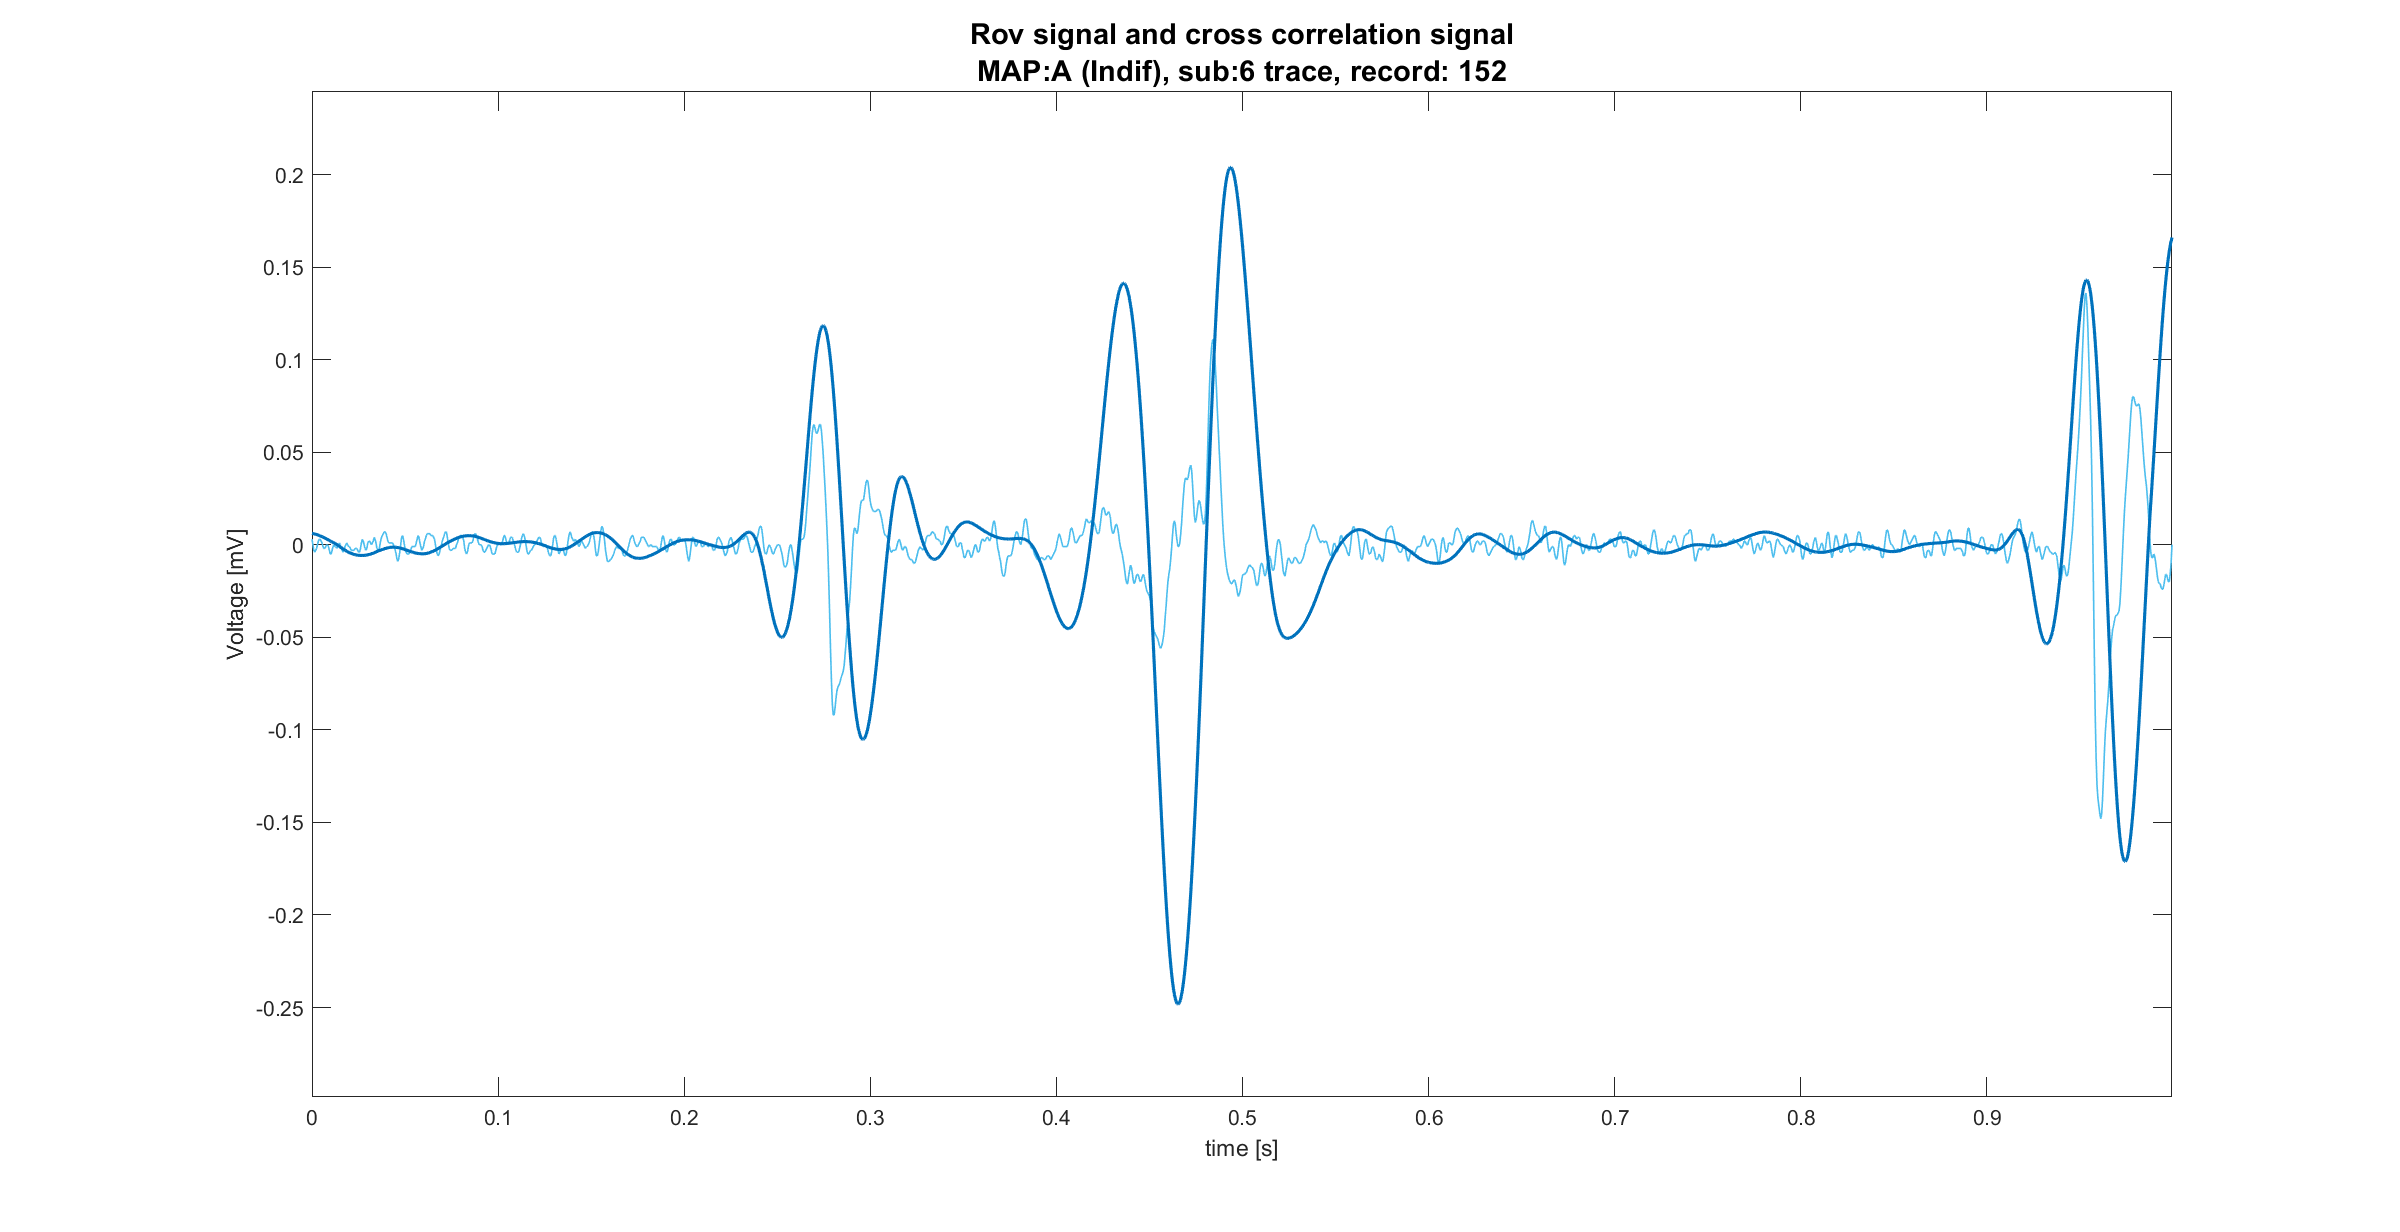 Rov signal and cross correlation signal
MAP:A (Indif), sub:6 trace, record: 152
0.2
0.15
0.1
0.05
0
-0.05
-0.1
-0.15
-0.2
-0.25
Voltage [mV]
0 0.1 0.2 0.3 0.4 0.5 0.6 0.7 0.8 0.9
time [s]